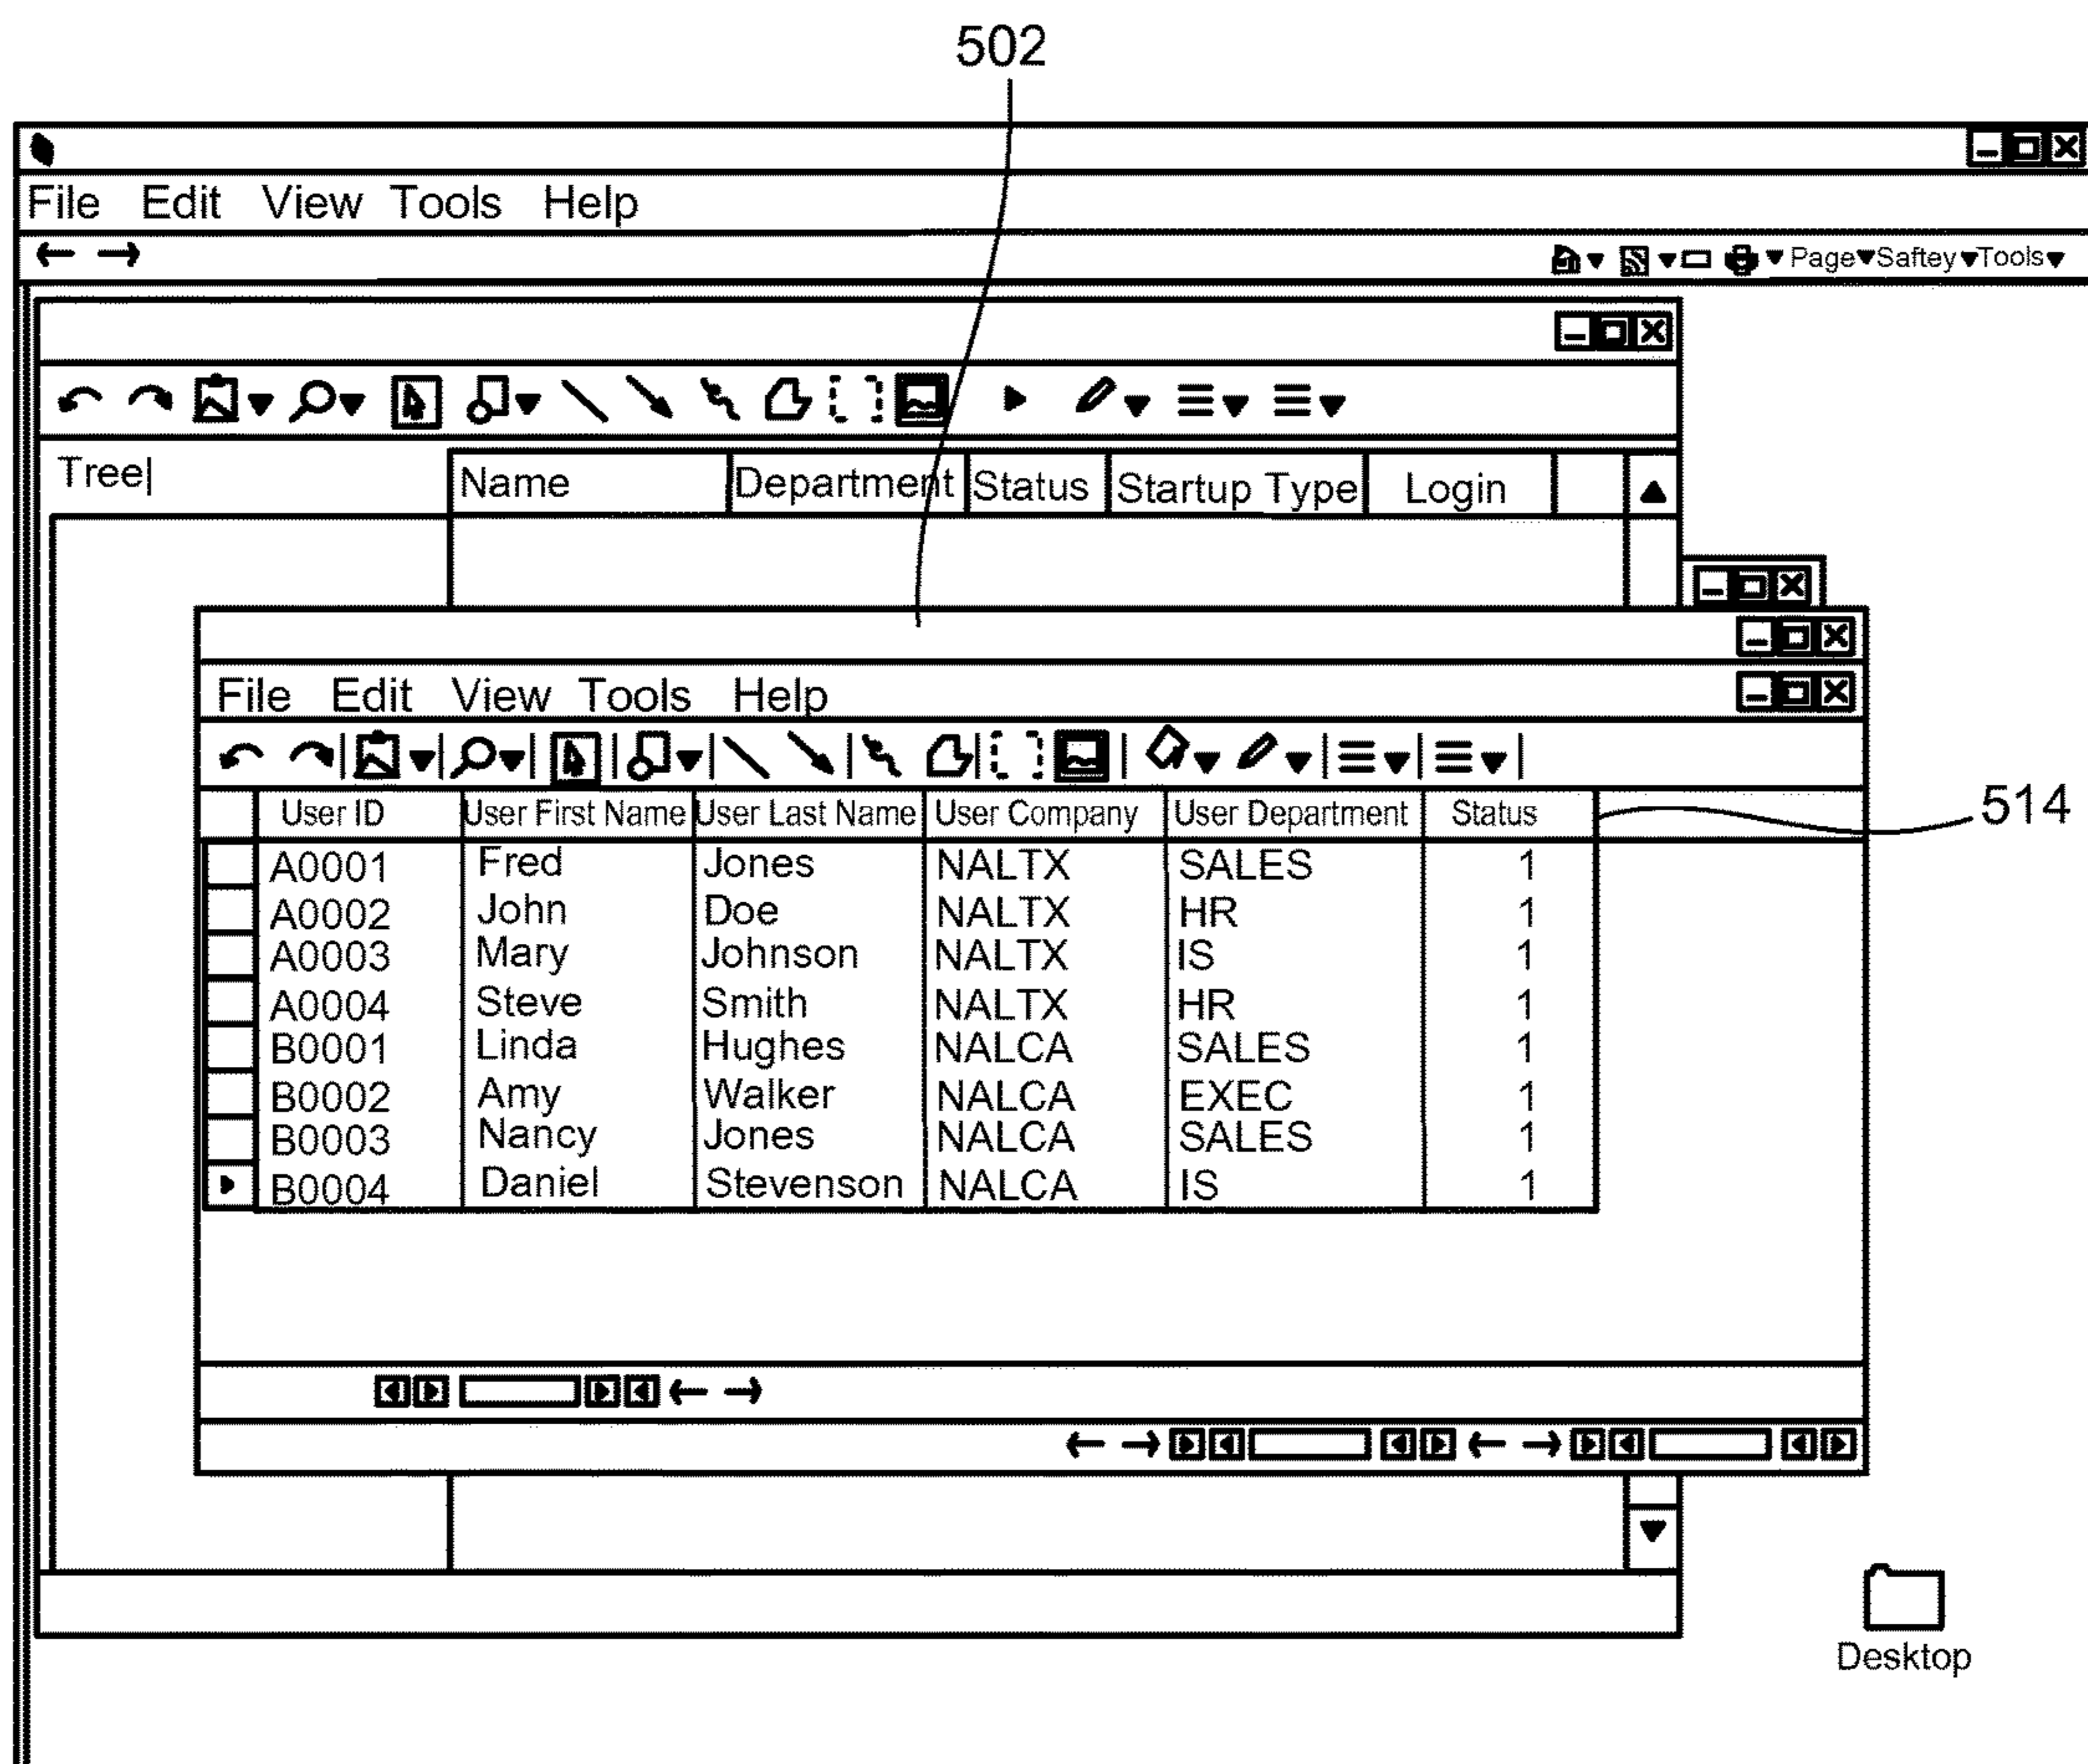 502
File Edit View Tools Help
Page Saftey Tools
Tree
Name Department Status Startup Type Login
File Edit View Tools Help
User ID User First Name User Last Name User Company User Department Status
514
A0001 Fred Jones NALTX SALES 1
A0002 John Doe NALTX HR 1
A0003 Mary Johnson NALTX IS 1
A0004 Steve Smith NALTX HR 1
B0001 Linda Hughes NALCA SALES 1
B0002 Amy Walker NALCA EXEC 1
B0003 Nancy Jones NALCA SALES 1
B0004 Daniel Stevenson NALCA IS 1
Desktop